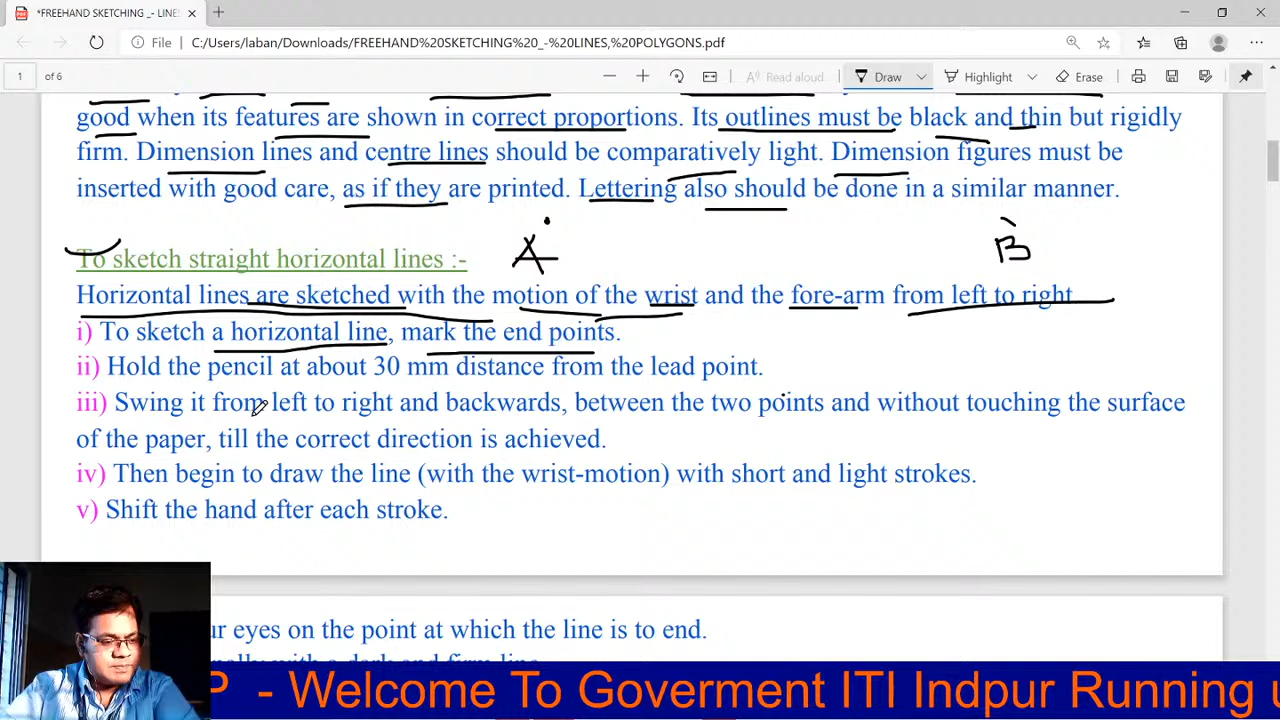 *FREEHAND SKETCHING _- LINE
File
C:/Users/laban/Downloads/FREEHAND%20SKETCHING%20_-%20LINES,%20POLYGONS.pdf
1 of 6
Read aloud
Draw
Highlight
Erase
good when its features are shown in correct proportions. Its outlines must be black and thin but rigidly
firm. Dimension lines and centre lines should be comparatively light. Dimension figures must be
inserted with good care, as if they are printed. Lettering also should be done in a similar manner.
A B
To sketch straight horizontal lines :-
Horizontal lines are sketched with the motion of the wrist and the fore-arm from left to right
i) To sketch a horizontal line, mark the end points.
ii) Hold the pencil at about 30 mm distance from the lead point.
iii) Swing it from left to right and backwards, between the two points and without touching the surface
of the paper, till the correct direction is achieved.
iv) Then begin to draw the line (with the wrist-motion) with short and light strokes.
v) Shift the hand after each stroke.
ur eyes on the point at which the line is to end.
with a dark and firm line
P - Welcome To Goverment ITI Indpur Running u